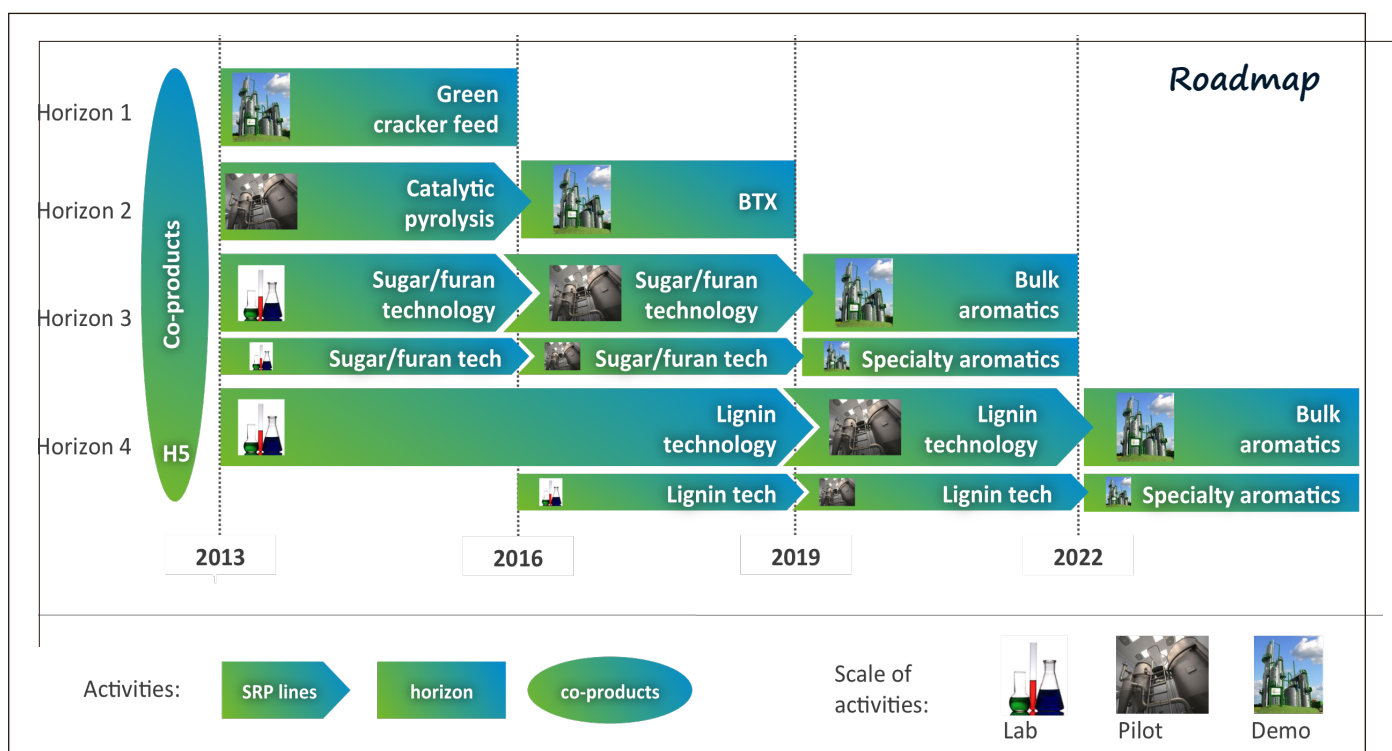 Roadmap
Horizon 1
Green
cracker feed
Horizon 2
Catalytic
pyrolysis
BTX
Co-products
H5
Horizon 3
Sugar/furan
technology
Sugar/furan
technology
Bulk
aromatics
Sugar/furan tech
Sugar/furan tech
Specialty aromatics
Horizon 4
Lignin
technology
Lignin
technology
Bulk
aromatics
Lignin tech
Lignin tech
Specialty aromatics
2013
2016
2019
2022
Activities:
SRP lines
horizon
co-products
Scale of
activities:
Lab
Pilot
Demo